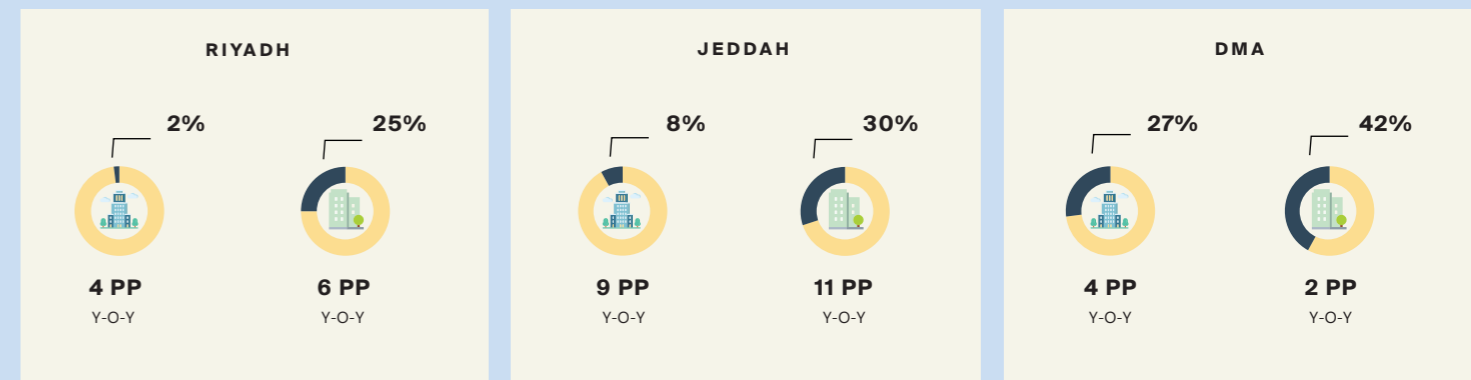 RIYADH
2%
25%
4 PP
6 PP
Y-O-Y
Y-O-Y
JEDDAH
8%
30%
9 PP
11 PP
Y-O-Y
Y-O-Y
DMA
27%
42%
4 PP
2 PP
Y-O-Y
Y-O-Y